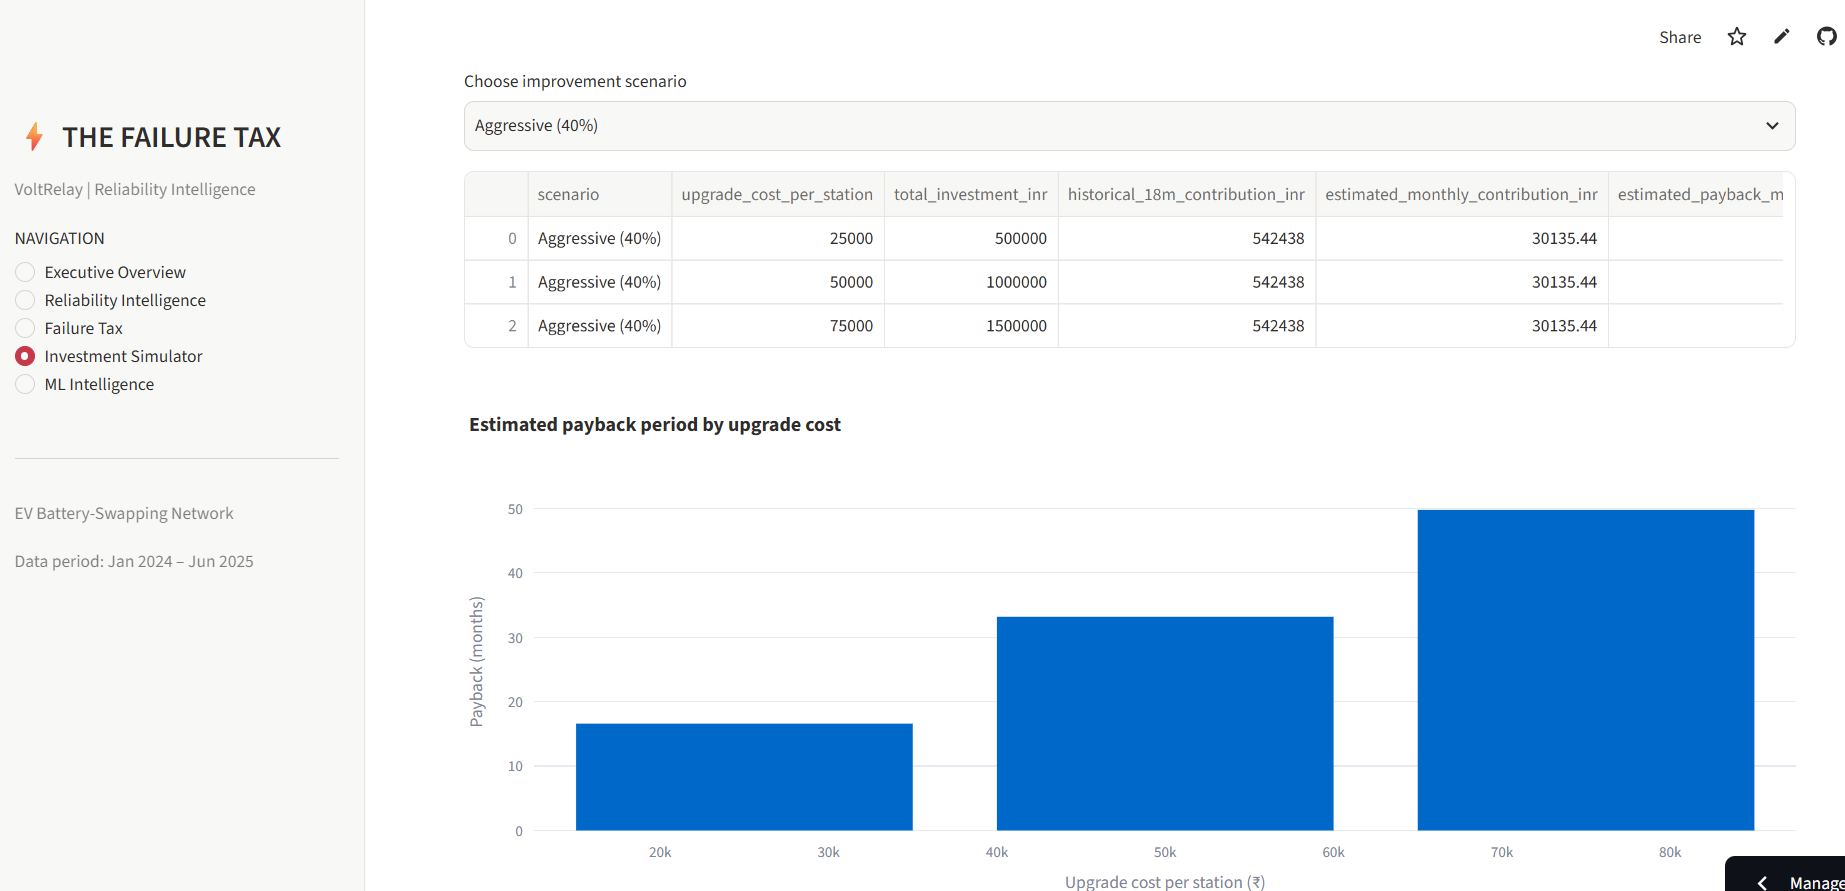 Share
THE FAILURE TAX
VoltRelay | Reliability Intelligence
NAVIGATION
Executive Overview
Reliability Intelligence
Failure Tax
Investment Simulator
ML Intelligence
EV Battery-Swapping Network
Data period: Jan 2024 – Jun 2025
Choose improvement scenario
Aggressive (40%)
scenario upgrade_cost_per_station total_investment_inr historical_18m_contribution_inr estimated_monthly_contribution_inr estimated_payback_m
0 Aggressive (40%) 25000 500000 542438 30135.44
1 Aggressive (40%) 50000 1000000 542438 30135.44
2 Aggressive (40%) 75000 1500000 542438 30135.44
Estimated payback period by upgrade cost
50
40
30
20
10
0
Payback (months)
20k 30k 40k 50k 60k 70k 80k
Upgrade cost per station (₹)
Manage